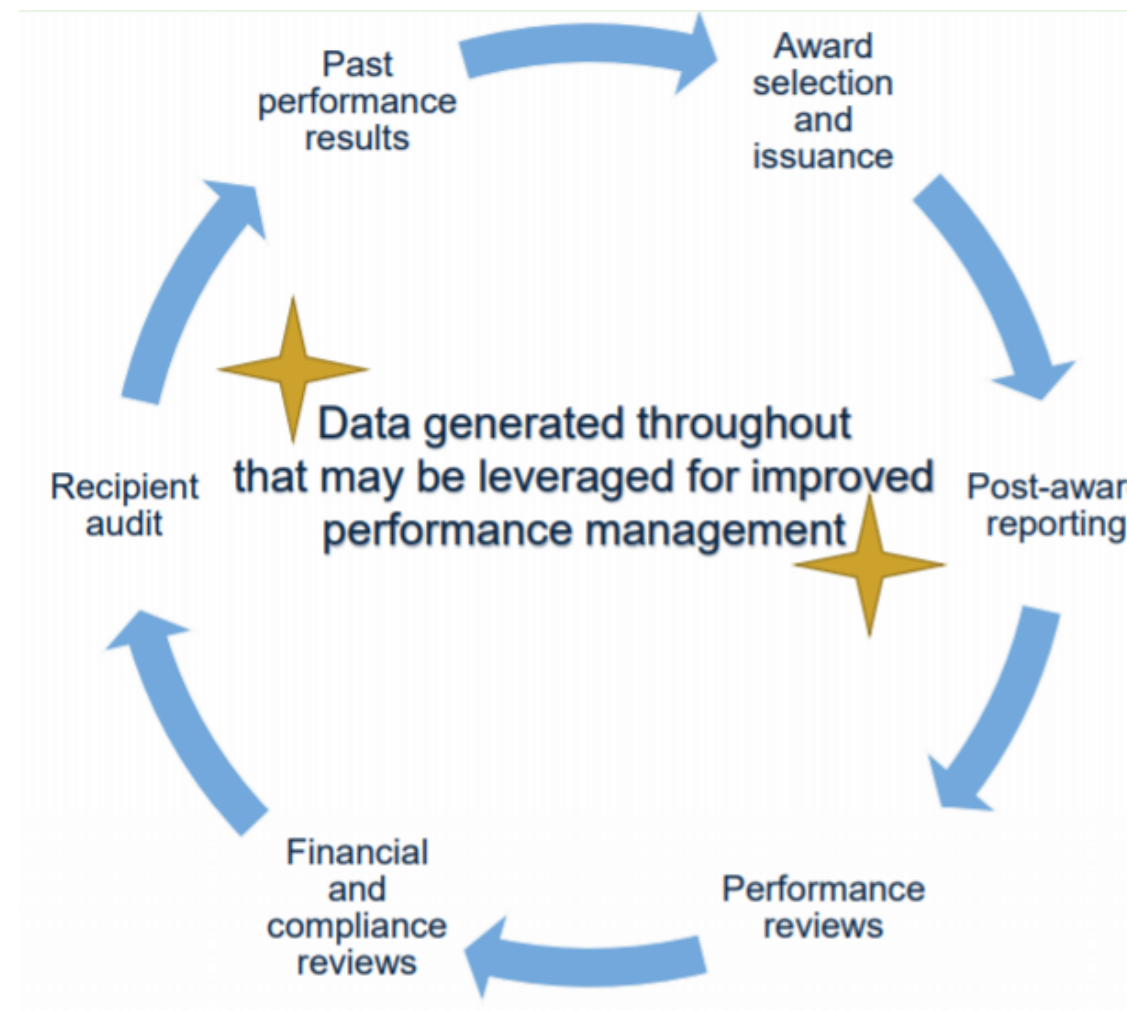 Past
performance
results
Award
selection
and
issuance
Data generated throughout
that may be leveraged for improved
performance management
Post-awar
reporting
Performance
reviews
Financial
and
compliance
reviews
Recipient
audit